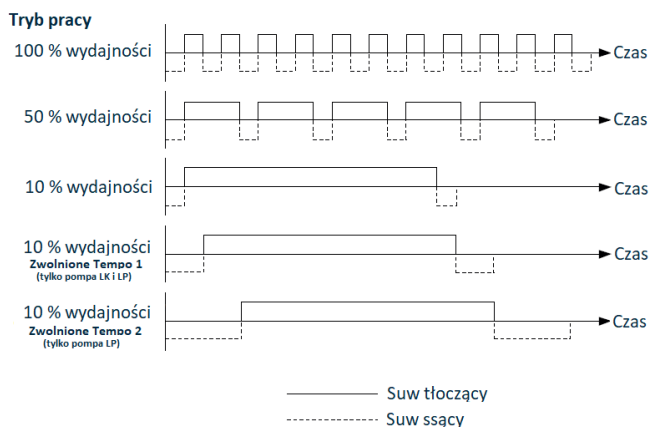 Tryb pracy
100 % wydajności
Czas
50 % wydajności
Czas
10 % wydajności
Czas
10 % wydajności
Zwolnione Tempo 1
(tylko pompa LK i LP)
Czas
10 % wydajności
Zwolnione Tempo 2
(tylko pompa LP)
Czas
Suw tłoczący
Suw ssący